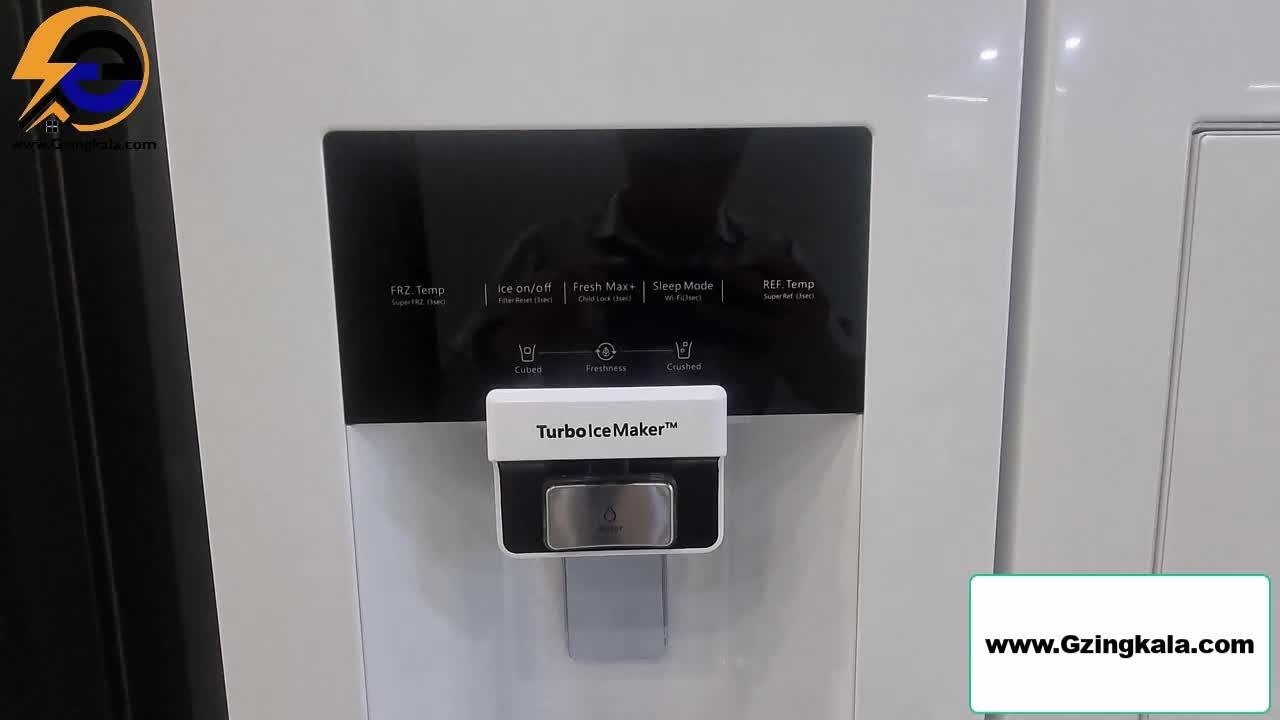 www.Gzingkala.com
FRZ. Temp
Super FRZ. (3sec)
Ice on/off
Filter Reset (3sec)
Fresh Max+
Child Lock (3sec)
Sleep Mode
Wi-Fi(3sec)
REF. Temp
Super Ref. (3sec)
Cubed
Freshness
Crushed
TurboIceMaker™
Water
www.Gzingkala.com